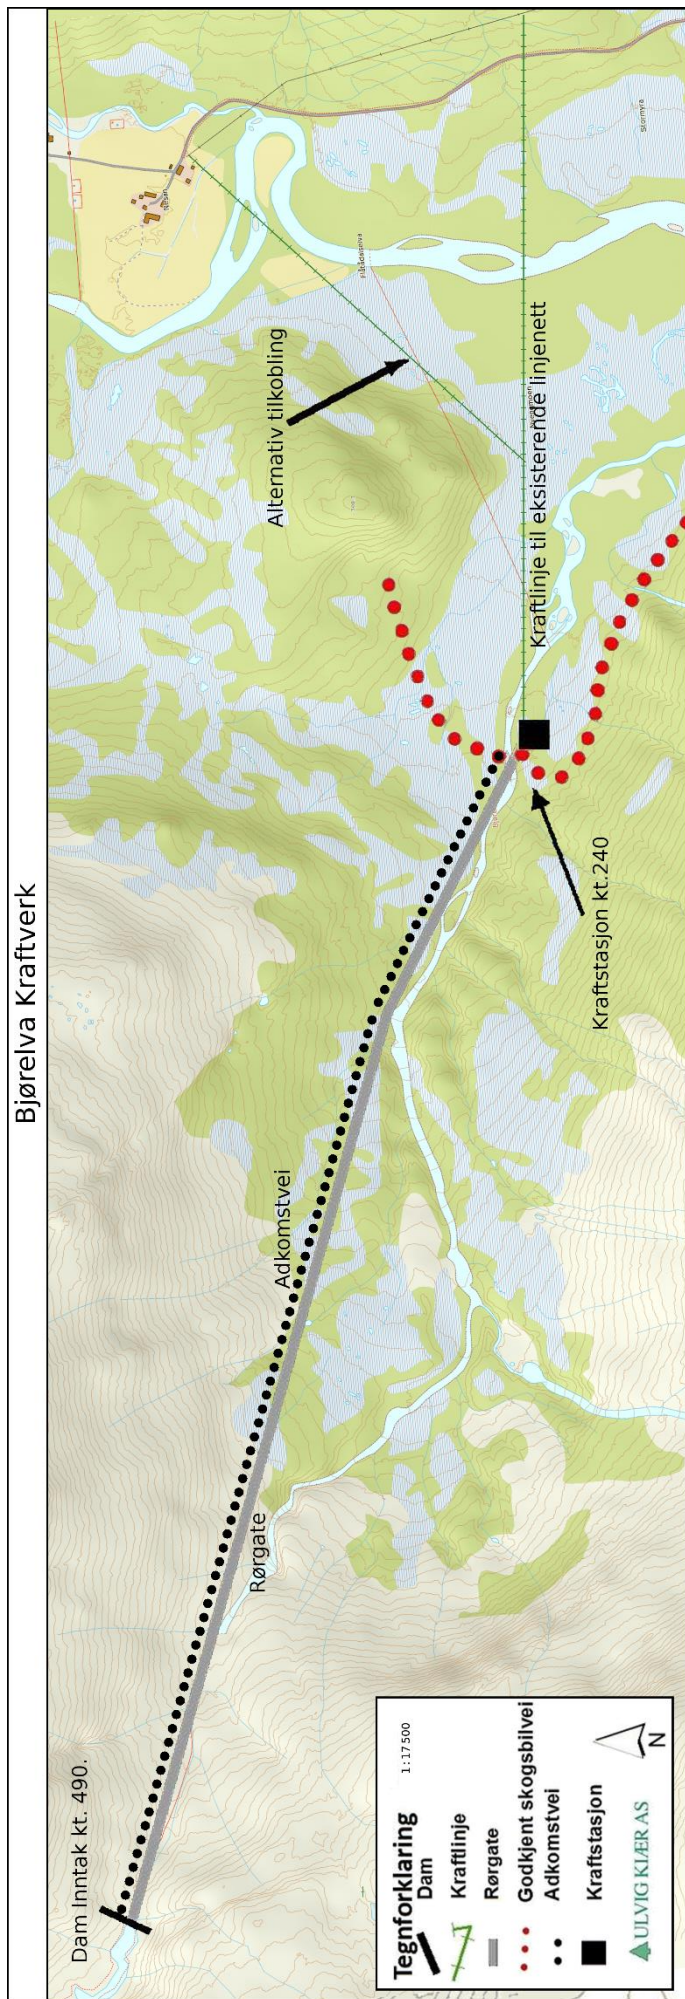 Bjørelva Kraftverk
Dam Inntak kt. 490.
Rørgate
Adkomstvei
Kraftstasjon kt.240
Kraftlinje til eksisterende linjenett
Alternativ tilkobling
Stormyra
Tegnforklaring
1:17500
Dam
Kraftlinje
Rørgate
Godkjent skogsbilvei
Adkomstvei
Kraftstasjon
ULVIG KIÆR AS
N